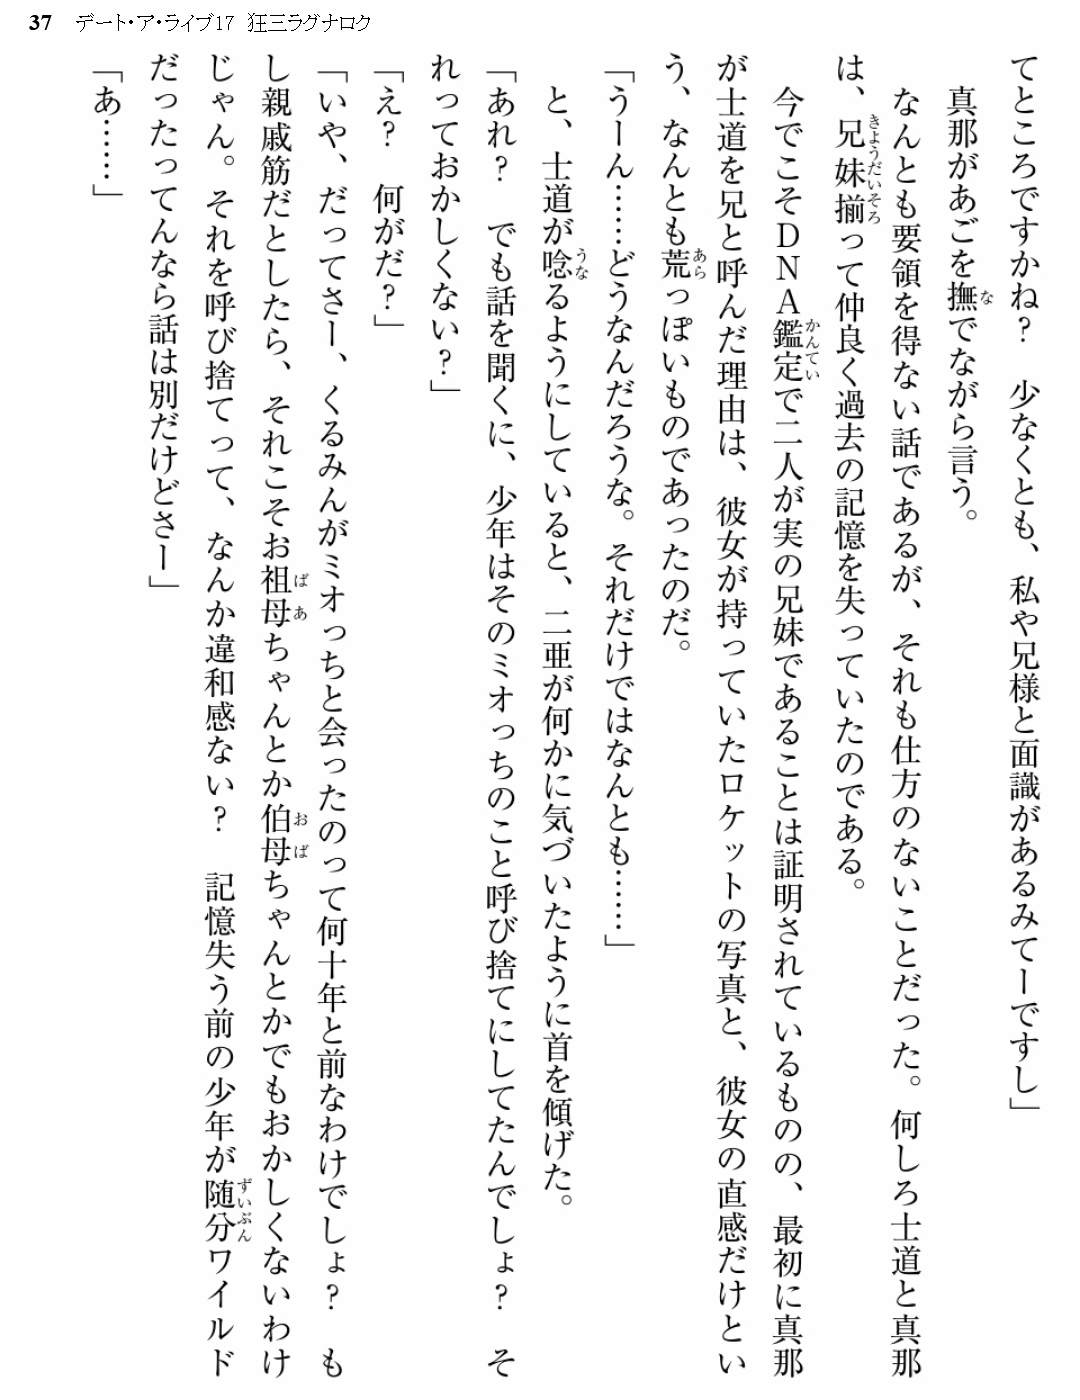 37 デート・ア・ライブ17 狂三ラグナロク
てところですかね？　少なくとも、私や兄様と面識があるみてーですし」
　真那があごを撫でながら言う。
　なんとも要領を得ない話であるが、それも仕方のないことだった。何しろ士道と真那
は、兄妹揃って仲良く過去の記憶を失っていたのである。
　今でこそＤＮＡ鑑定で二人が実の兄妹であることは証明されているものの、最初に真那
が士道を兄と呼んだ理由は、彼女が持っていたロケットの写真と、彼女の直感だけとい
う、なんとも荒っぽいものであったのだ。
「うーん……どうなんだろうな。それだけではなんとも……」
　と、士道が唸るようにしていると、二亜が何かに気づいたように首を傾げた。
「あれ？　でも話を聞くに、少年はそのミオっちのこと呼び捨てにしてたんでしょ？　そ
れっておかしくない？」
「え？　何がだ？」
「いや、だってさー、くるみんがミオっちと会ったのって何十年と前なわけでしょ？　も
し親戚筋だとしたら、それこそお祖母ちゃんとか伯母ちゃんとかでもおかしくないわけ
じゃん。それを呼び捨てって、なんか違和感ない？　記憶失う前の少年が随分ワイルド
だったってんなら話は別だけどさー」
「あ……」